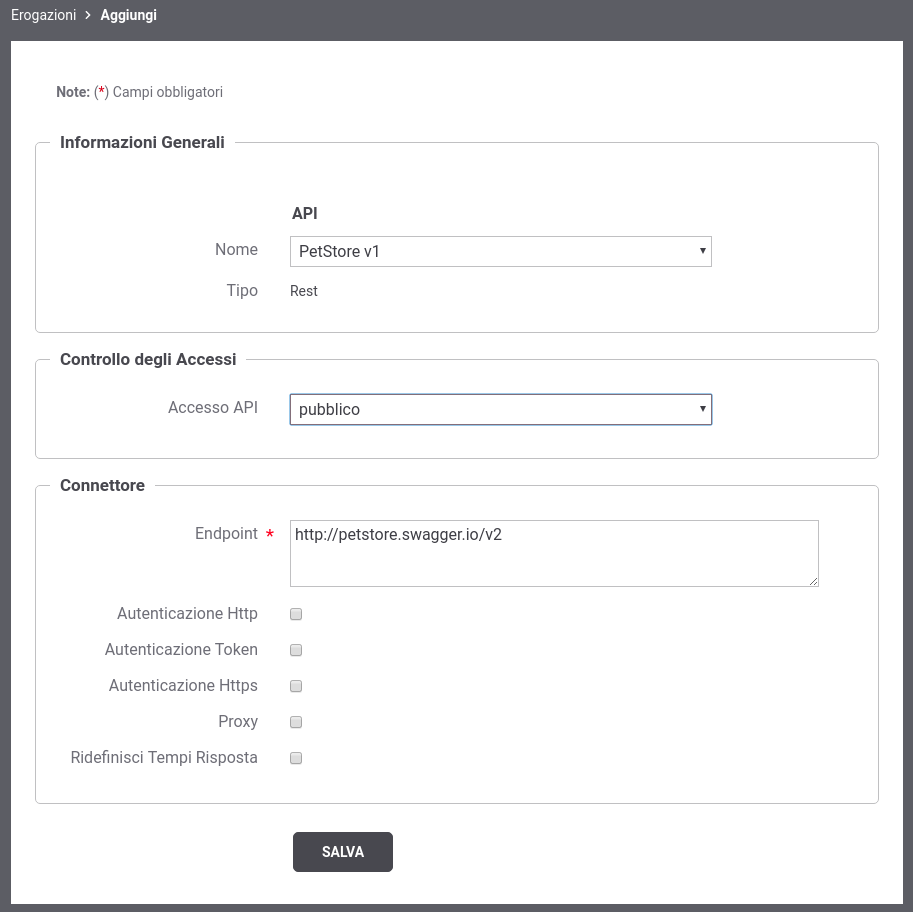 Erogazioni > Aggiungi
Note: (*) Campi obbligatori
Informazioni Generali
API
Nome PetStore v1
Tipo Rest
Controllo degli Accessi
Accesso API pubblico
Connettore
Endpoint * http://petstore.swagger.io/v2
Autenticazione Http
Autenticazione Token
Autenticazione Https
Proxy
Ridefinisci Tempi Risposta
SALVA